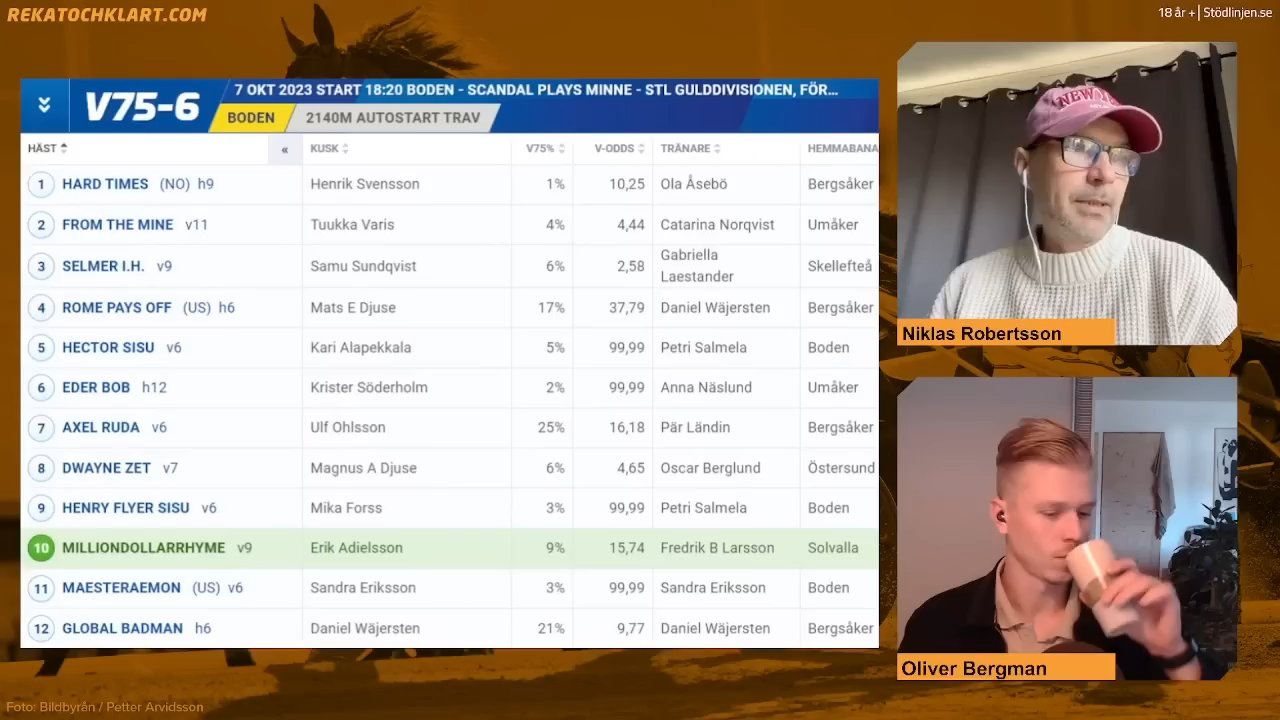 REKATOCHKLART.COM
18 år + | Stödlinjen.se
V75-6
7 OKT 2023 START 18:20 BODEN - SCANDAL PLAYS MINNE - STL GULDDIVISIONEN, FÖR...
BODEN 2140M AUTOSTART TRAV
HÄST « KUSK V75% V-ODDS TRÄNARE HEMMABANA
1 HARD TIMES (NO) h9 Henrik Svensson 1% 10,25 Ola Åsebö Bergsåker
2 FROM THE MINE v11 Tuukka Varis 4% 4,44 Catarina Norqvist Umåker
3 SELMER I.H. v9 Samu Sundqvist 6% 2,58 Gabriella Laestander Skellefteå
4 ROME PAYS OFF (US) h6 Mats E Djuse 17% 37,79 Daniel Wäjersten Bergsåker
5 HECTOR SISU v6 Kari Alapekkala 5% 99,99 Petri Salmela Boden
6 EDER BOB h12 Krister Söderholm 2% 99,99 Anna Näslund Umåker
7 AXEL RUDA v6 Ulf Ohlsson 25% 16,18 Pär Ländin Bergsåker
8 DWAYNE ZET v7 Magnus A Djuse 6% 4,65 Oscar Berglund Östersund
9 HENRY FLYER SISU v6 Mika Forss 3% 99,99 Petri Salmela Boden
10 MILLIONDOLLARRHYME v9 Erik Adielsson 9% 15,74 Fredrik B Larsson Solvalla
11 MAESTERAEMON (US) v6 Sandra Eriksson 3% 99,99 Sandra Eriksson Boden
12 GLOBAL BADMAN h6 Daniel Wäjersten 21% 9,77 Daniel Wäjersten Bergsåker
NEW YORK
Niklas Robertsson
Oliver Bergman
Foto: Bildbyrån / Petter Arvidsson